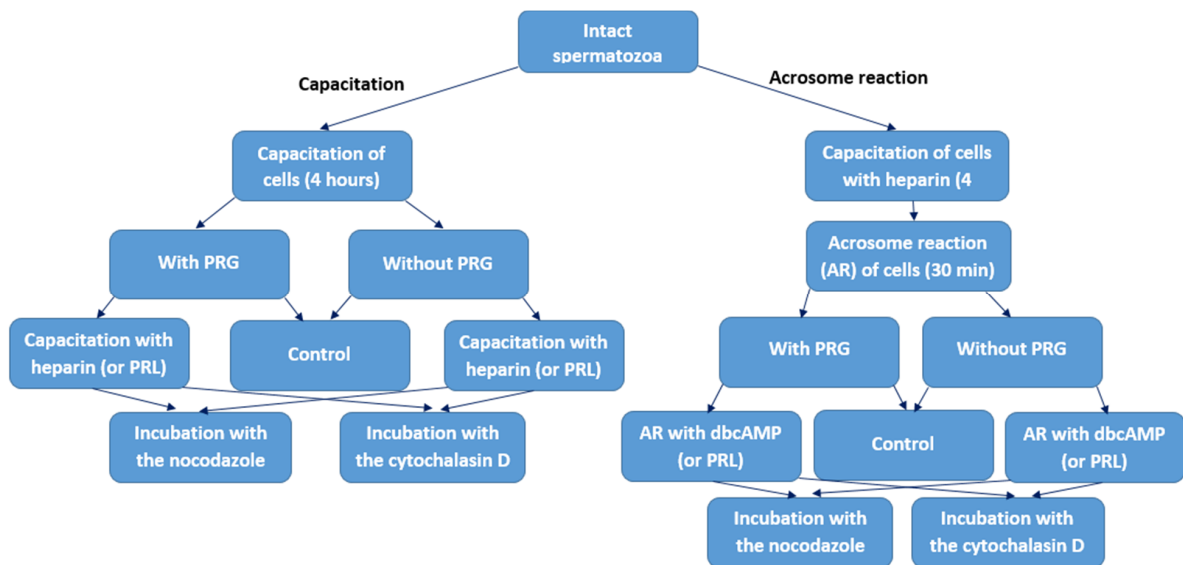 Intact
spermatozoa
Capacitation
Acrosome reaction
Capacitation of
cells (4 hours)
Capacitation of cells
with heparin (4
With PRG
Without PRG
Acrosome reaction
(AR) of cells (30 min)
Capacitation with
heparin (or PRL)
Control
Capacitation with
heparin (or PRL)
With PRG
Without PRG
Incubation with
the nocodazole
Incubation with
the cytochalasin D
AR with dbcAMP
(or PRL)
Control
AR with dbcAMP
(or PRL)
Incubation with
the nocodazole
Incubation with
the cytochalasin D